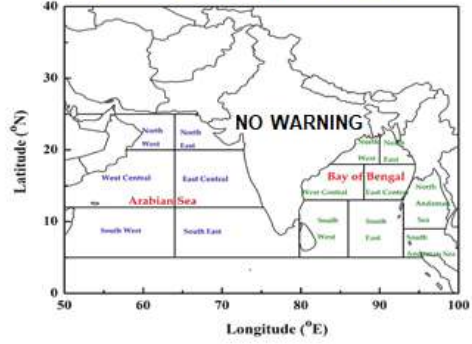 40
30
20
10
0
Latitude (°N)
NO WARNING
North
West
North
East
West Central
East Central
Arabian Sea
South West
South East
North
West
North
East
Bay of Bengal
West Central
East Central
South
West
South
East
North
Andaman
Sea
South
Andaman Sea
50
60
70
80
90
100
Longitude (°E)